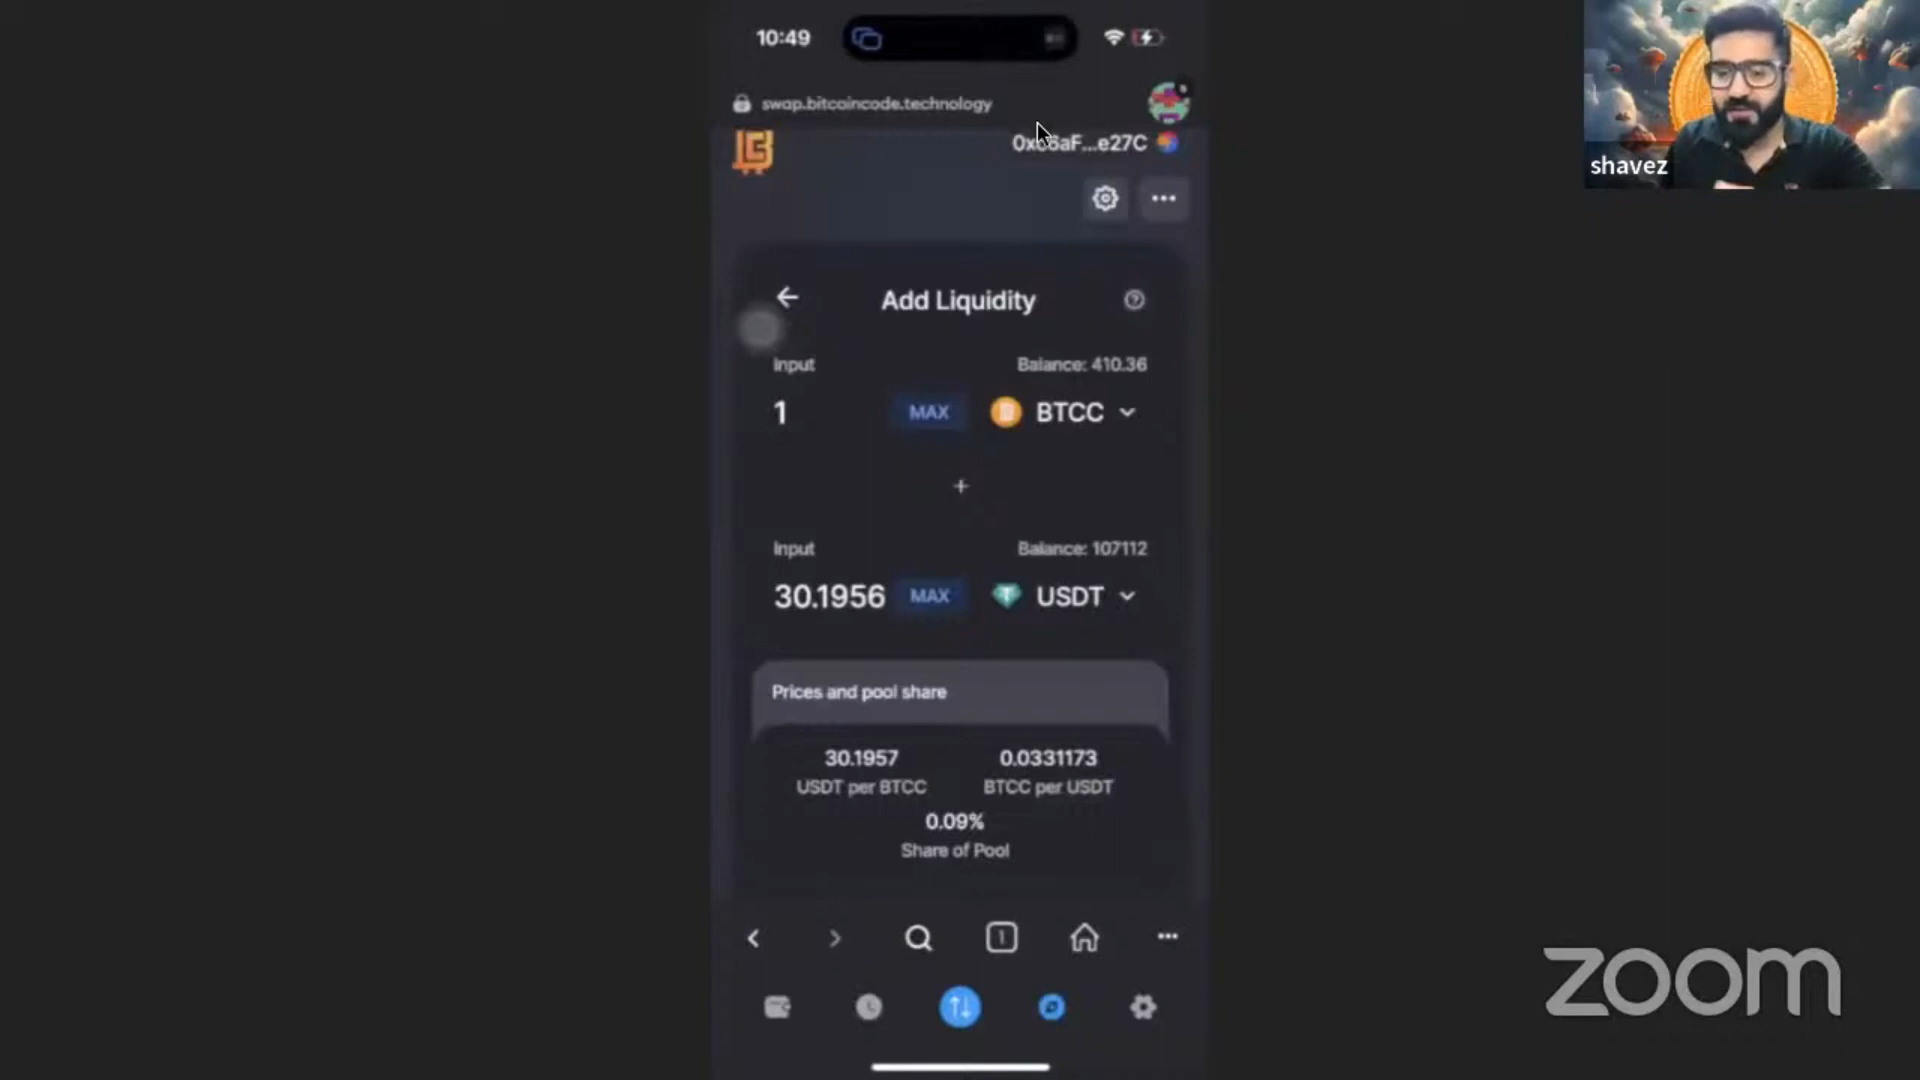 10:49
swap.bitcoincode.technology
shavez
Add Liquidity
Input
Balance: 410.36
1
MAX
BTCC
+
Input
Balance: 107112
30.1956
MAX
USDT
Prices and pool share
30.1957
0.0331173
USDT per BTCC
BTCC per USDT
0.09%
Share of Pool
1
zoom